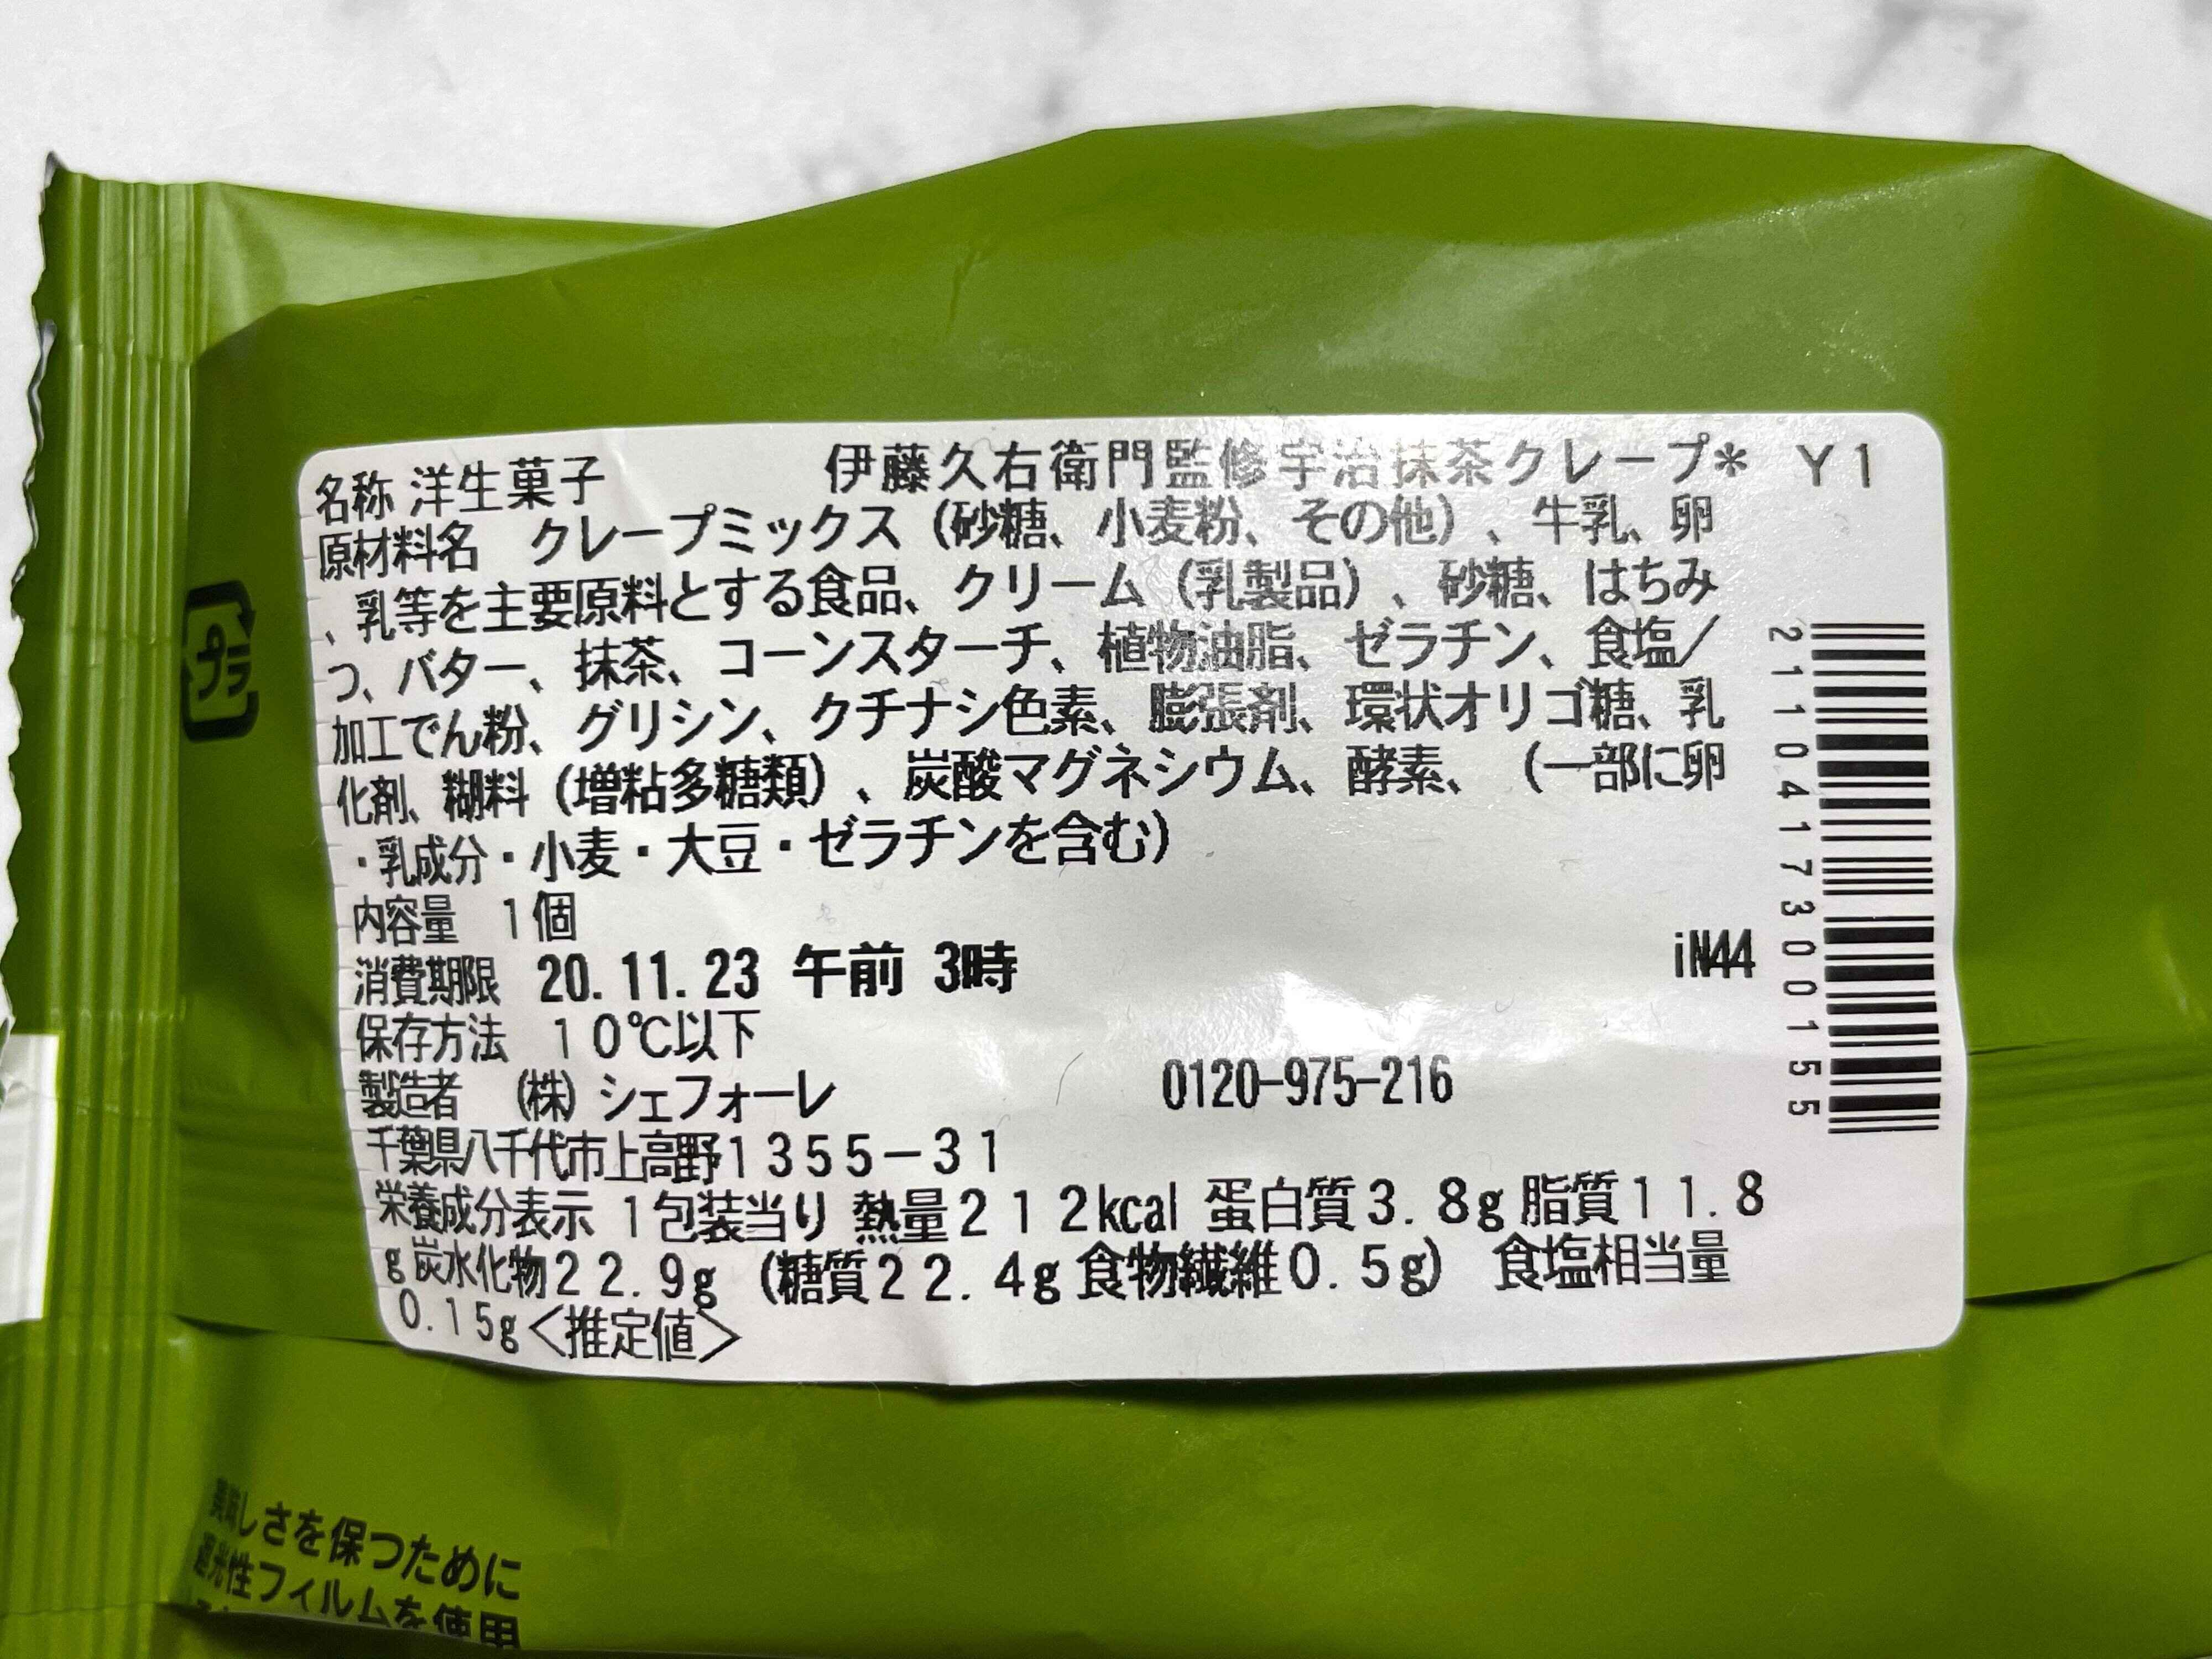 名称 洋生菓子 伊藤久右衛門監修宇治抹茶クレープ* Y1
原材料名 クレープミックス（砂糖、小麦粉、その他）、牛乳、卵
、乳等を主要原料とする食品、クリーム（乳製品）、砂糖、はちみ
つ、バター、抹茶、コーンスターチ、植物油脂、ゼラチン、食塩／
加工でん粉、グリシン、クチナシ色素、膨張剤、環状オリゴ糖、乳
化剤、糊料（増粘多糖類）、炭酸マグネシウム、酵素、（一部に卵
・乳成分・小麦・大豆・ゼラチンを含む）
内容量 1個
消費期限 20.11.23 午前 3時
iN44
保存方法 10℃以下
製造者 (株)シェフォーレ 0120-975-216
千葉県八千代市上高野1355-31
栄養成分表示 1包装当り 熱量212kcal 蛋白質3.8g 脂質11.8
g 炭水化物22.9g (糖質22.4g 食物繊維0.5g) 食塩相当量
0.15g<推定値>
2110417300155
プラ
美味しさを保つために
遮光性フィルムを使用